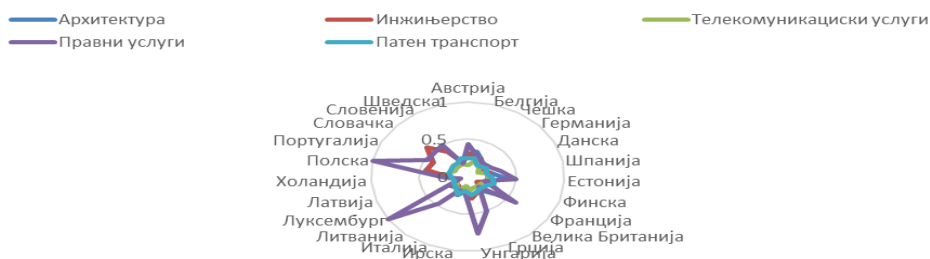 Архитектура Инжињерство Телекомуникациски услуги
Правни услуги Патен транспорт
Австрија
Шведска 1 Белгија
Словенија Чешка
Словачка Германија
Португалија 0.5 Данска
Полска Шпанија
Холандија 0 Естонија
Латвија Финска
Луксембург Франција
Литванија Велика Британија
Италија Грција
Ирска Унгарија